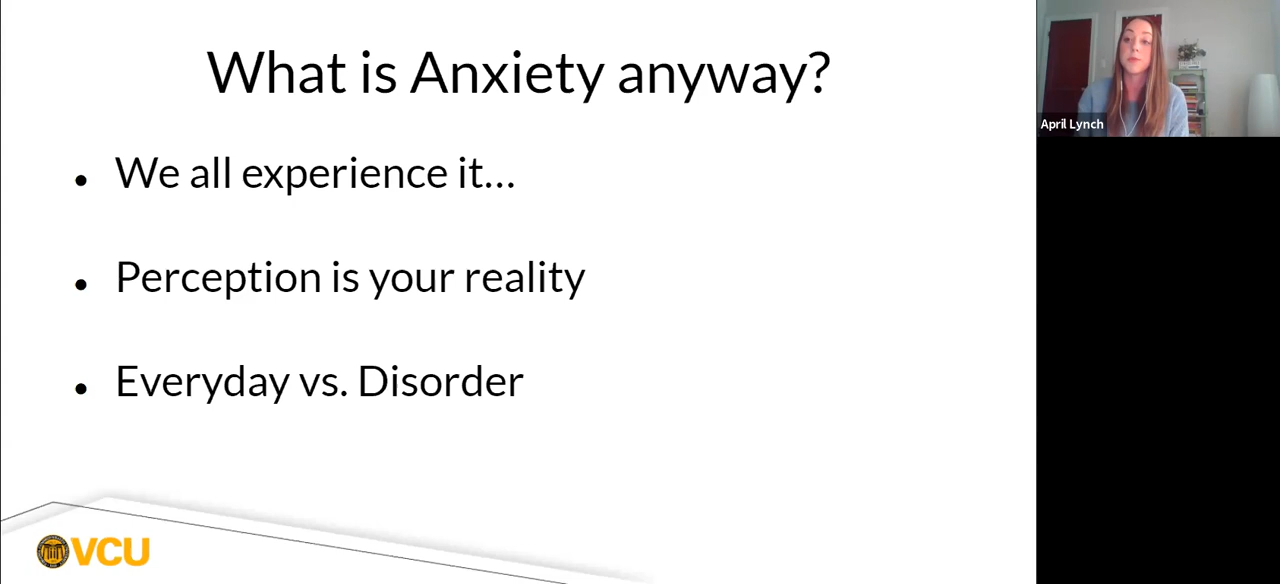 What is Anxiety anyway?
April Lynch
• We all experience it...
• Perception is your reality
• Everyday vs. Disorder
VCU